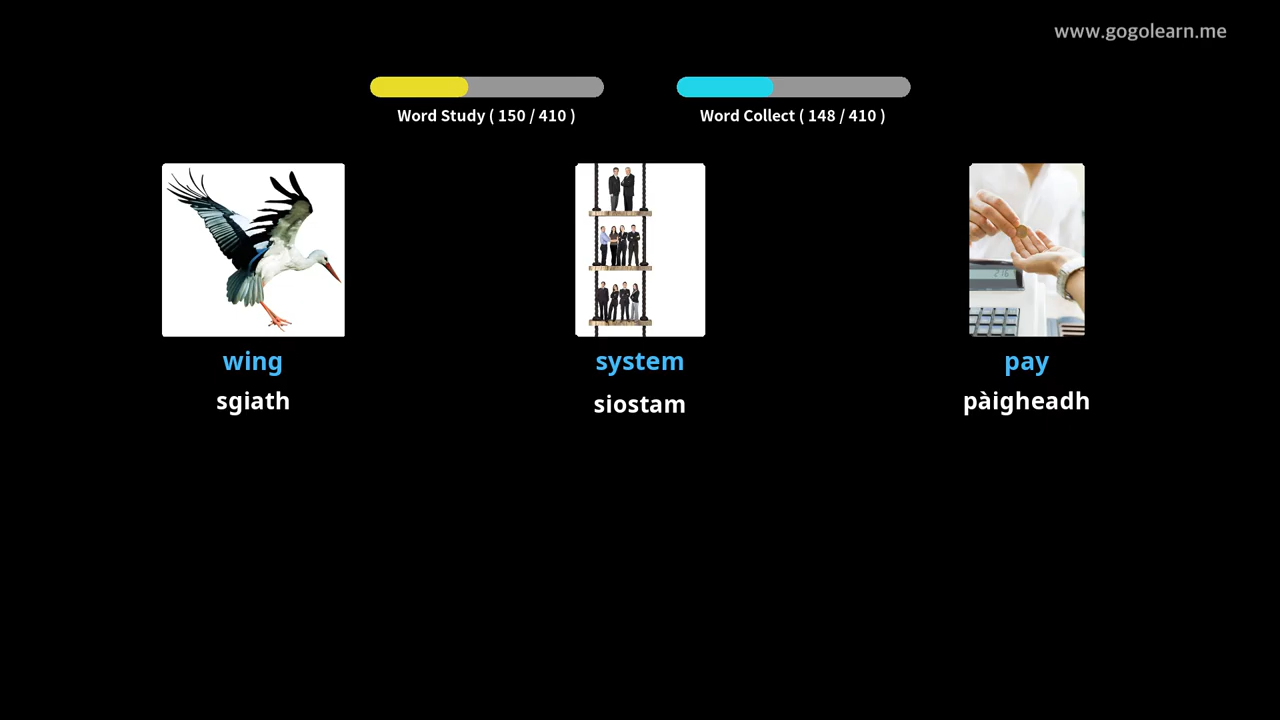 www.gogolearn.me
Word Study ( 150 / 410 )
Word Collect ( 148 / 410 )
wing
system
pay
sgiath
siostam
pàigheadh